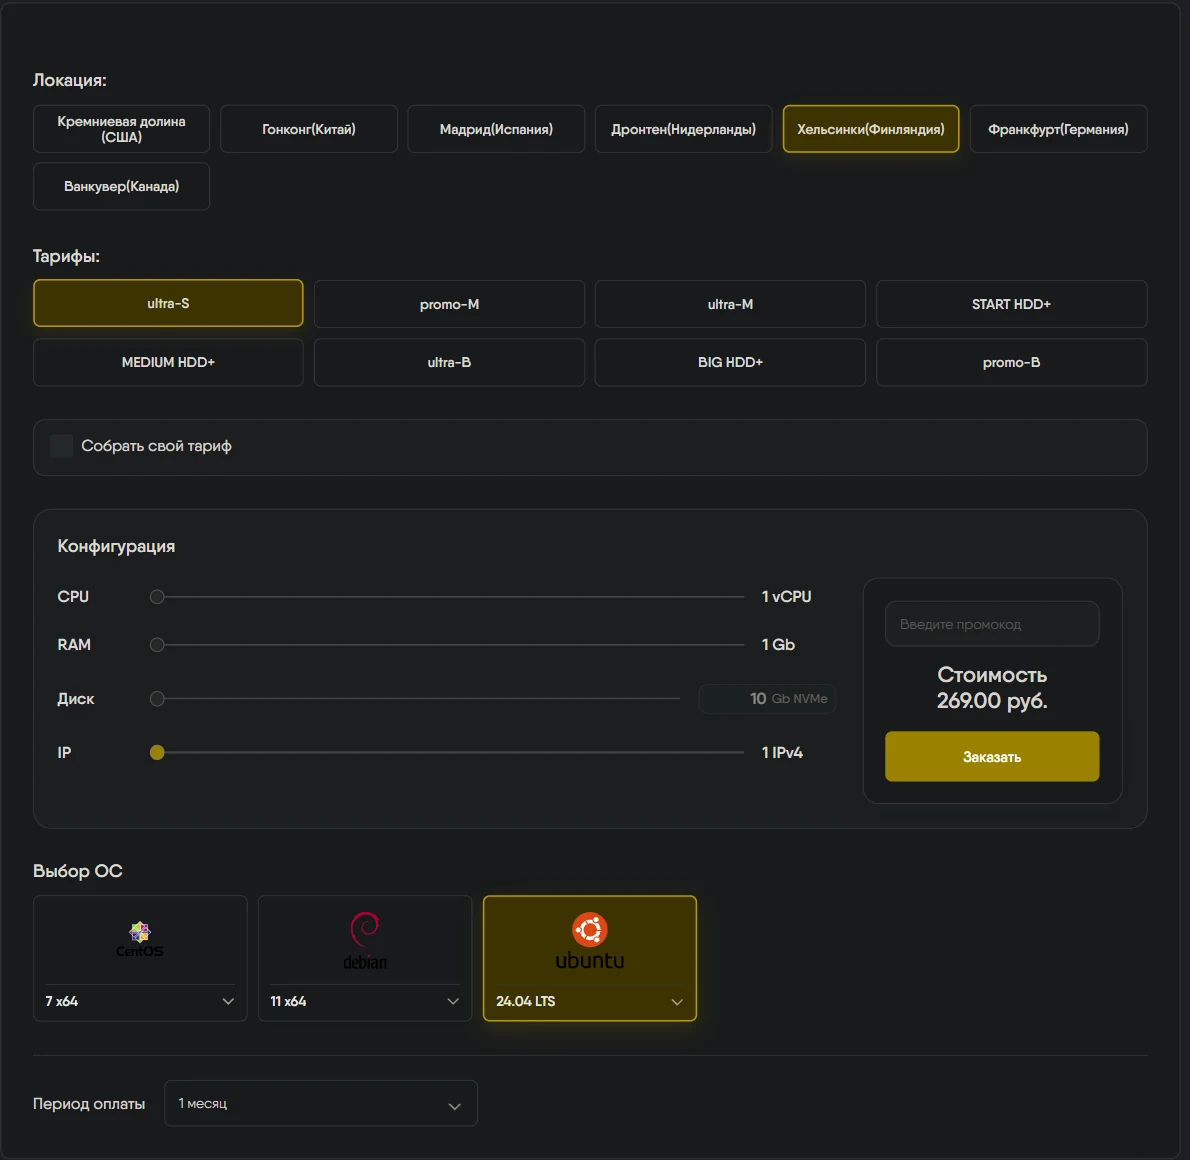 Локация:
Кремниевая долина
(США)
Гонконг(Китай)
Мадрид(Испания)
Дронтен(Нидерланды)
Хельсинки(Финляндия)
Франкфурт(Германия)
Ванкувер(Канада)
Тарифы:
ultra-S
promo-M
ultra-M
START HDD+
MEDIUM HDD+
ultra-B
BIG HDD+
promo-B
Собрать свой тариф
Конфигурация
CPU
1 vCPU
RAM
1 Gb
Диск
10 Gb NVMe
IP
1 IPv4
Введите промокод
Стоимость
269.00 руб.
Заказать
Выбор ОС
CentOS
7 x64
debian
11 x64
ubuntu
24.04 LTS
Период оплаты
1 месяц